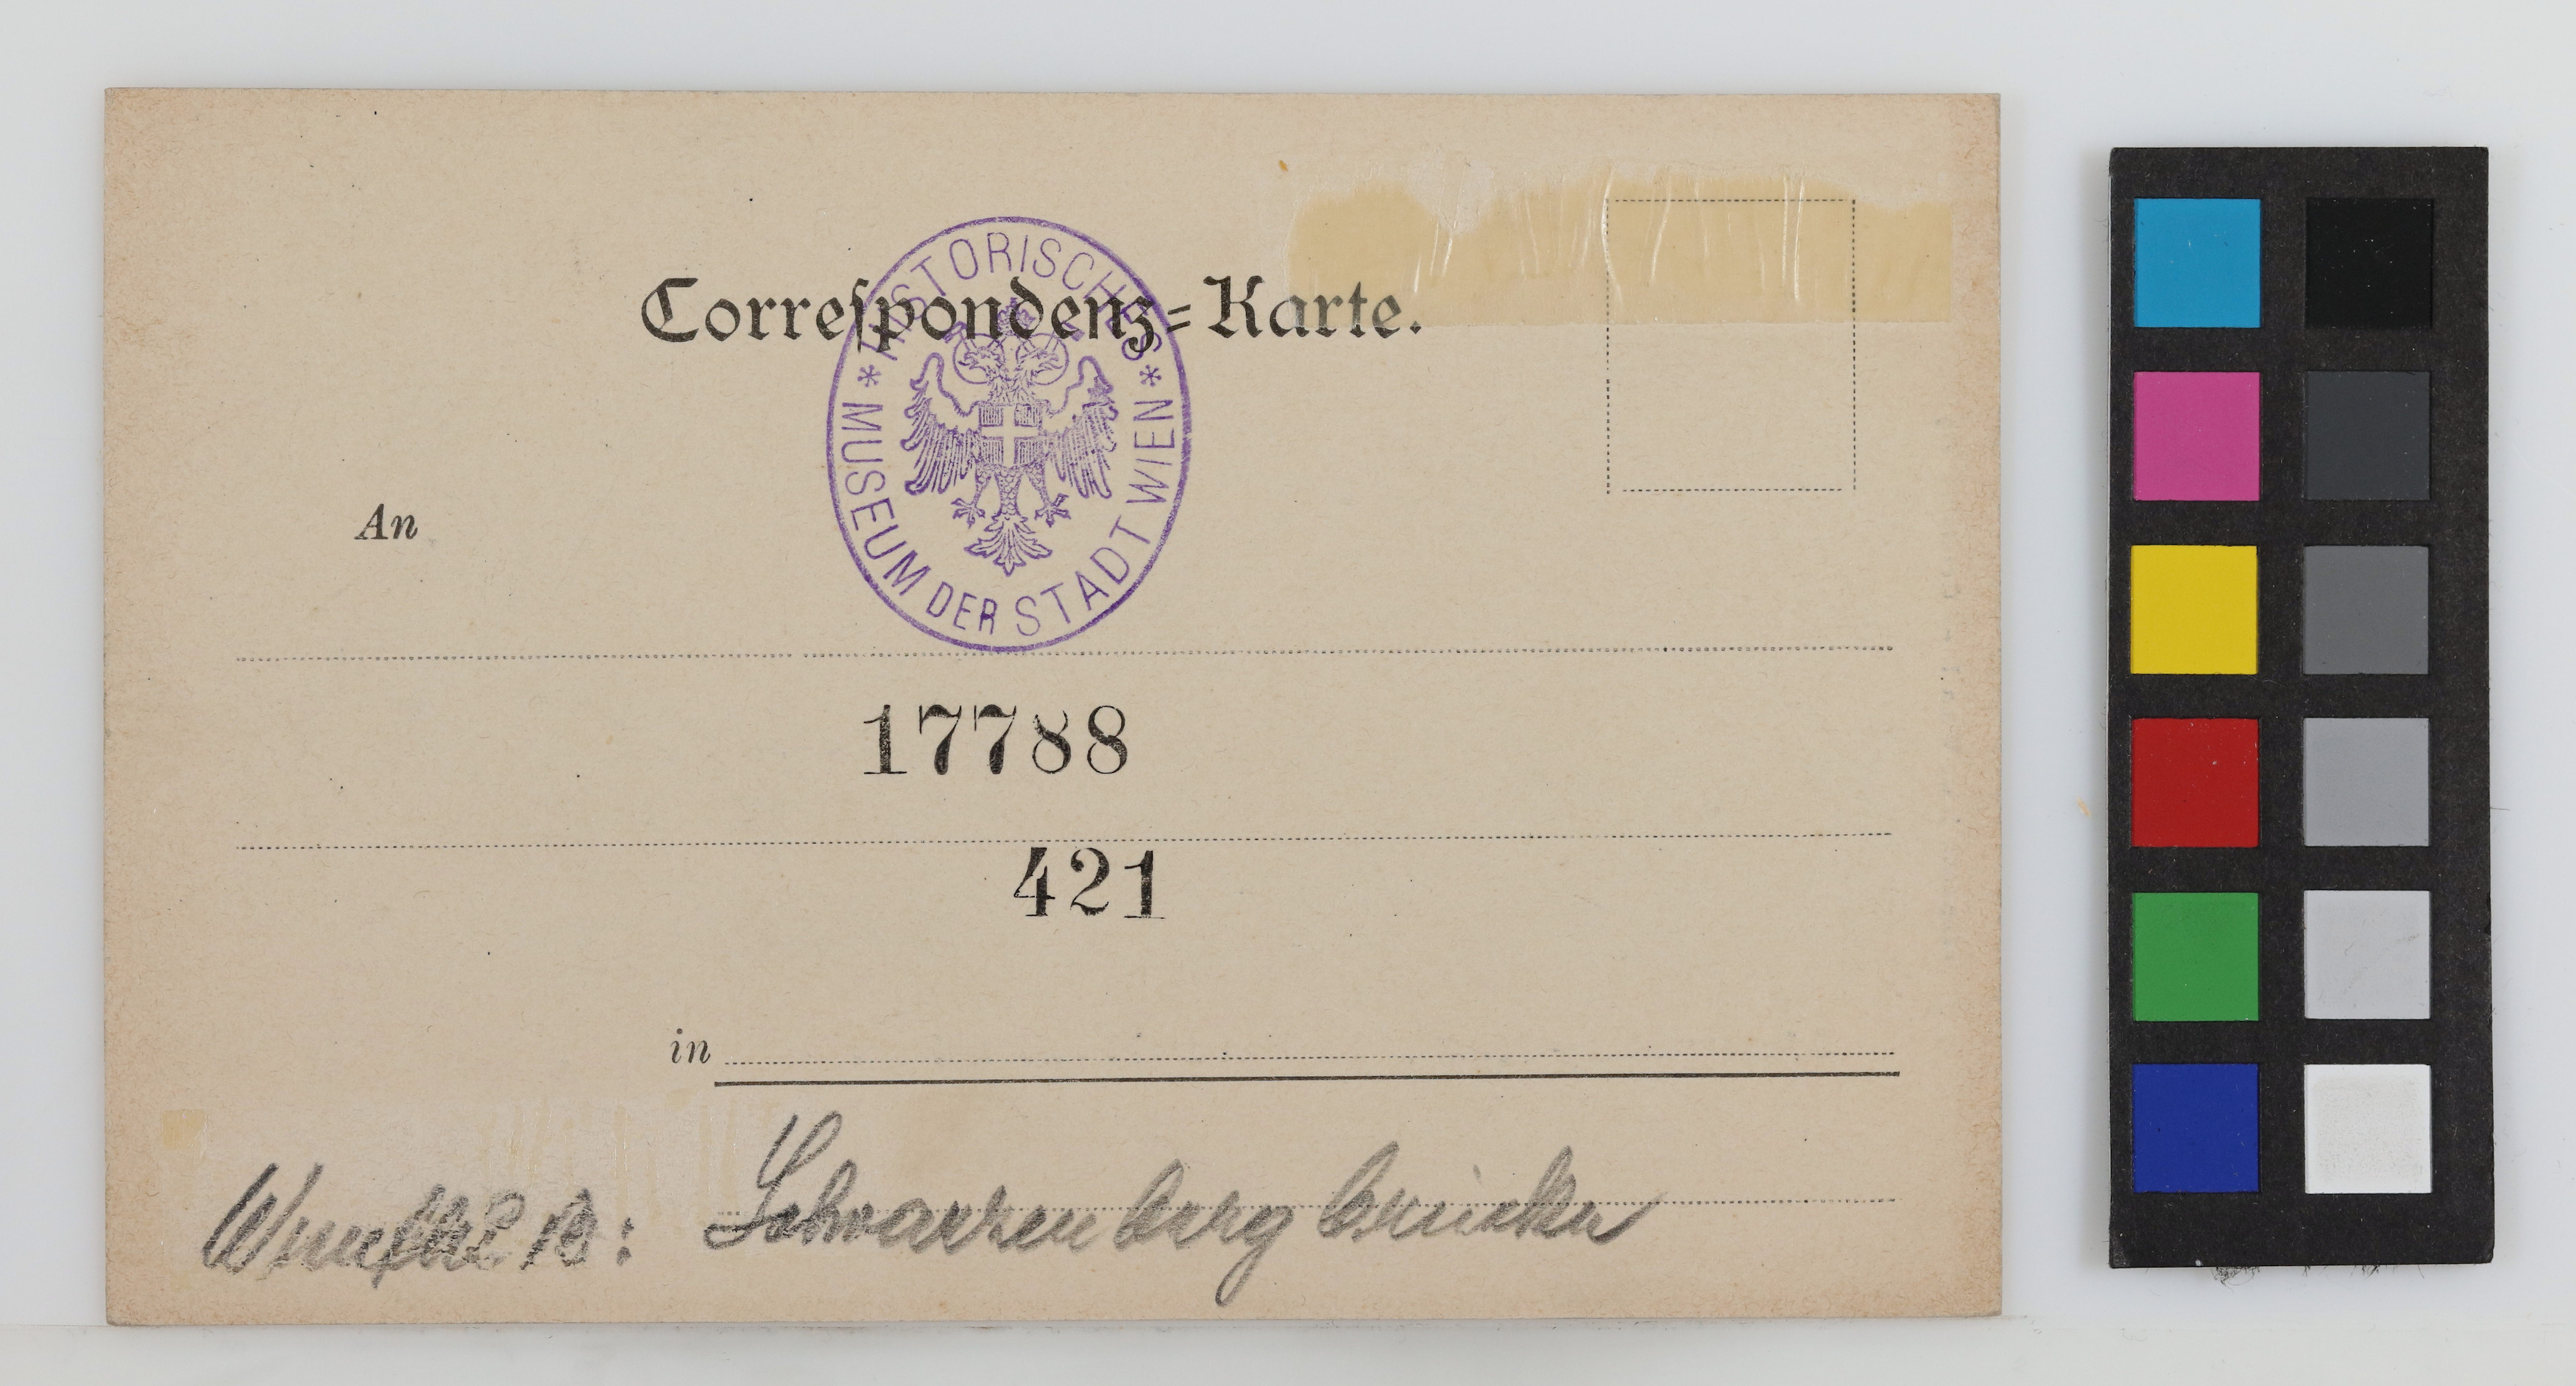 Correſpondenz=Karte.
* HISTORISCHES *
MUSEUM DER STADT WIEN
An
17788
421
in
Schwarzenbergbrücke